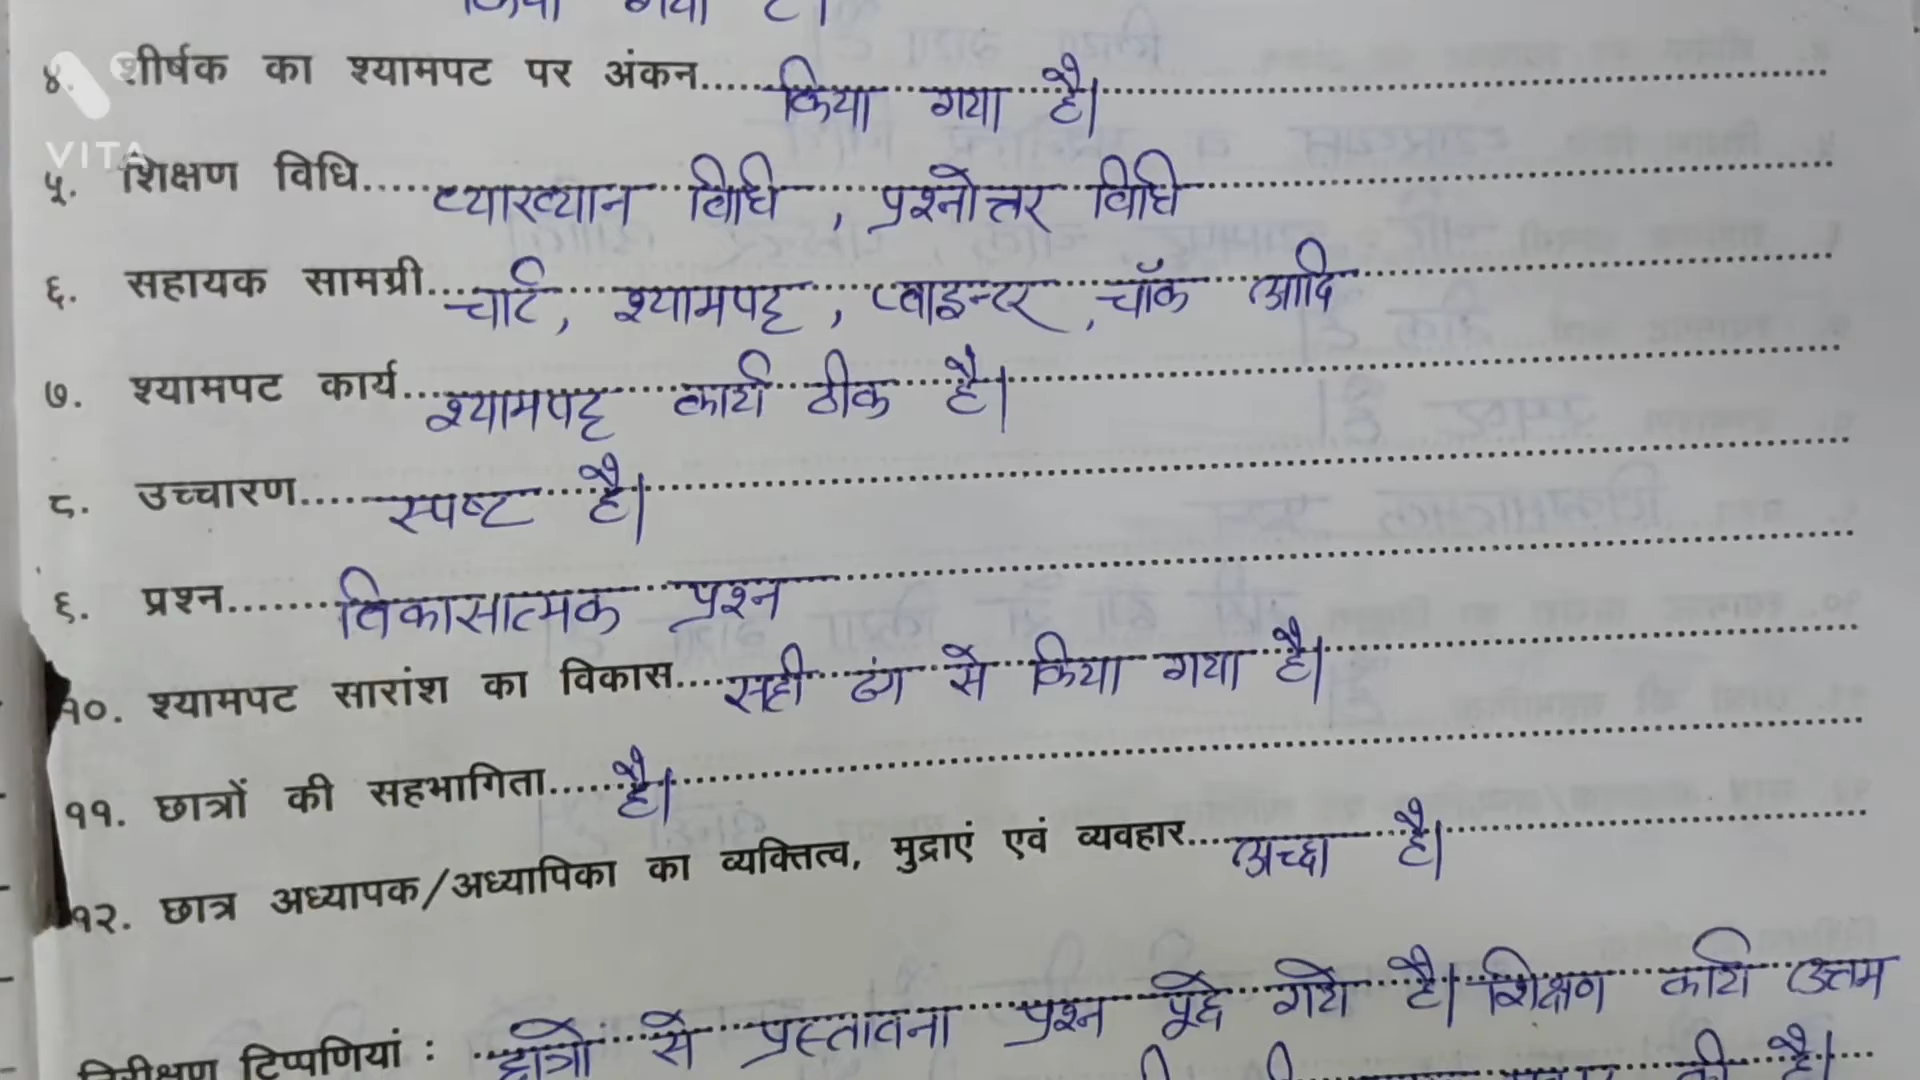 किया गया है।
४. शीर्षक का श्यामपट पर अंकन..... किया गया है।
VITA
५. शिक्षण विधि..... व्याख्यान विधि, प्रश्नोत्तर विधि
६. सहायक सामग्री... चार्ट, श्यामपट्ट, प्वाइन्टर, चॉक आदि
७. श्यामपट कार्य... श्यामपट्ट कार्य ठीक है।
८. उच्चारण..... स्पष्ट है।
९. प्रश्न....... विकासात्मक प्रश्न
१०. श्यामपट सारांश का विकास.... सही ढंग से किया गया है।
११. छात्रों की सहभागिता..... है।
१२. छात्र अध्यापक/अध्यापिका का व्यक्तित्व, मुद्राएं एवं व्यवहार.... अच्छा है।
निरीक्षण टिप्पणियां : छात्रों से प्रस्तावना प्रश्न पूछे गये है। शिक्षण कार्य उत्तम
की है।